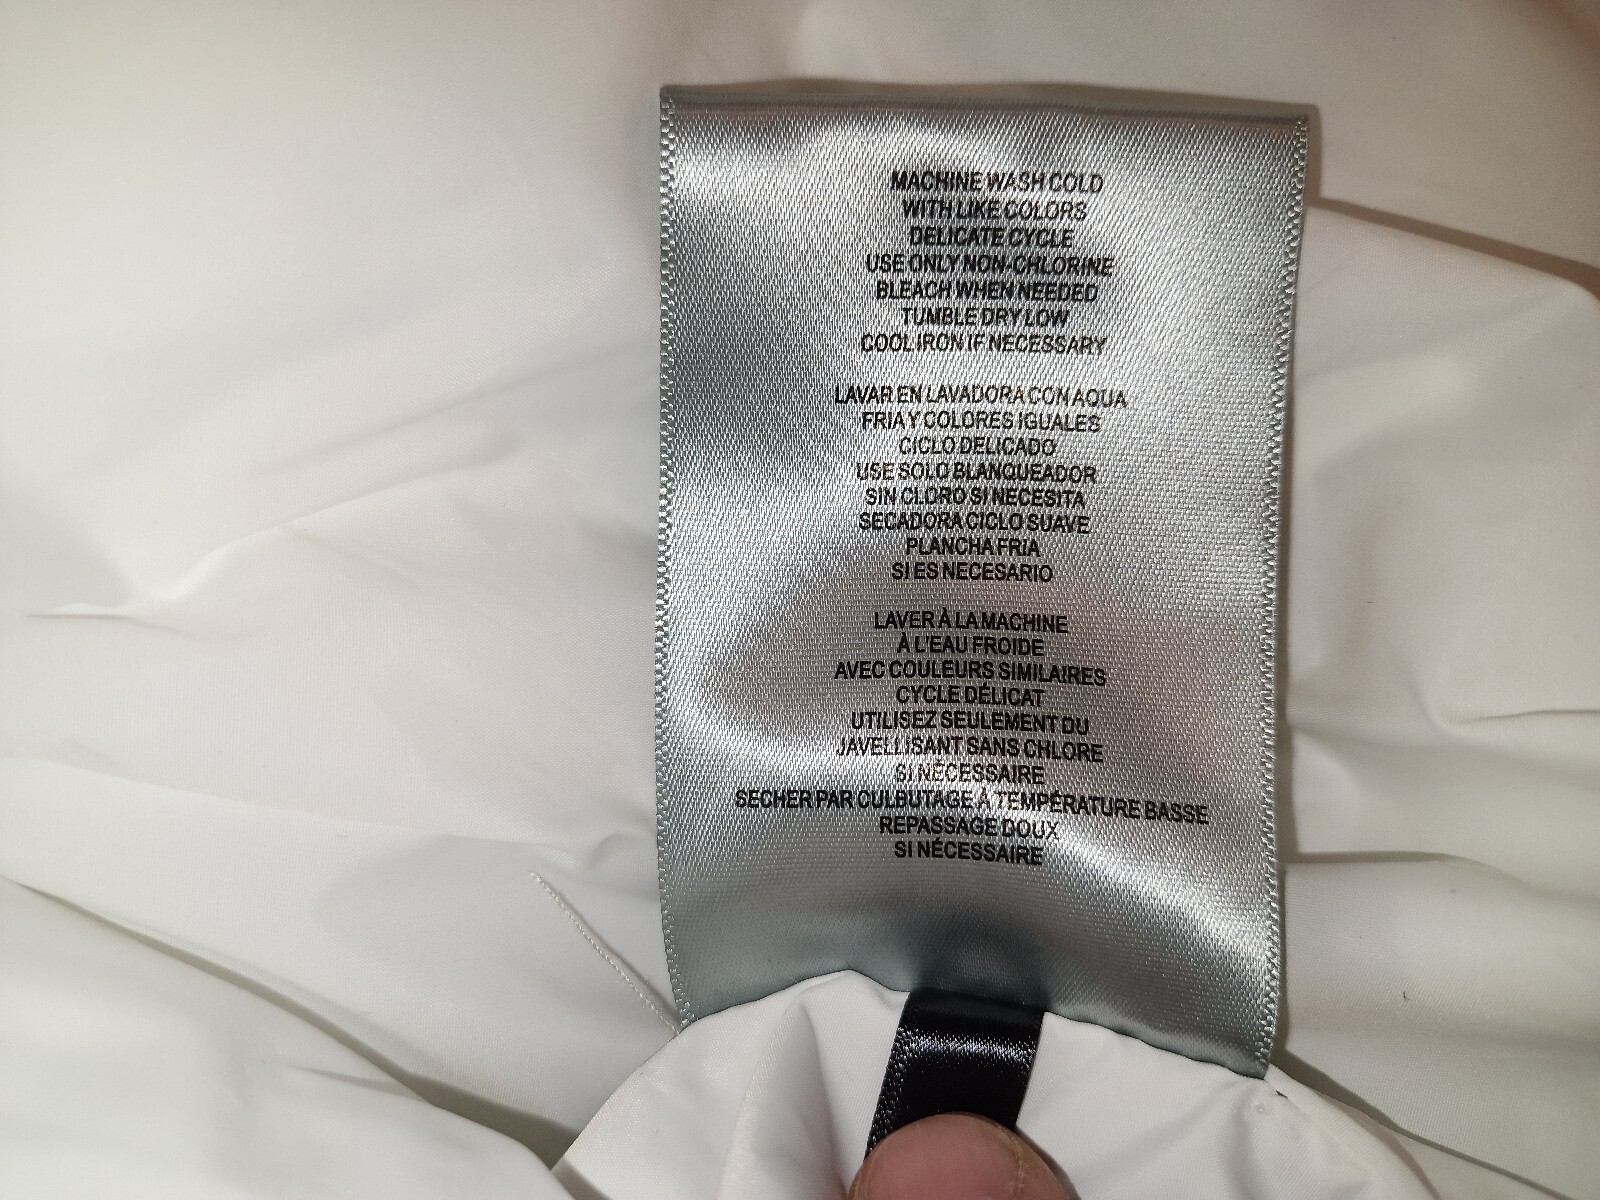 MACHINE WASH COLD
WITH LIKE COLORS
DELICATE CYCLE
USE ONLY NON-CHLORINE
BLEACH WHEN NEEDED
TUMBLE DRY LOW
COOL IRON IF NECESSARY
LAVAR EN LAVADORA CON AQUA
FRIA Y COLORES IGUALES
CICLO DELICADO
USE SOLO BLANQUEADOR
SIN CLORO SI NECESITA
SECADORA CICLO SUAVE
PLANCHA FRIA
SI ES NECESARIO
LAVER À LA MACHINE
À L'EAU FROIDE
AVEC COULEURS SIMILAIRES
CYCLE DÉLICAT
UTILISEZ SEULEMENT DU
JAVELLISANT SANS CHLORE
SI NÉCESSAIRE
SECHER PAR CULBUTAGE À TEMPÉRATURE BASSE
REPASSAGE DOUX
SI NÉCESSAIRE